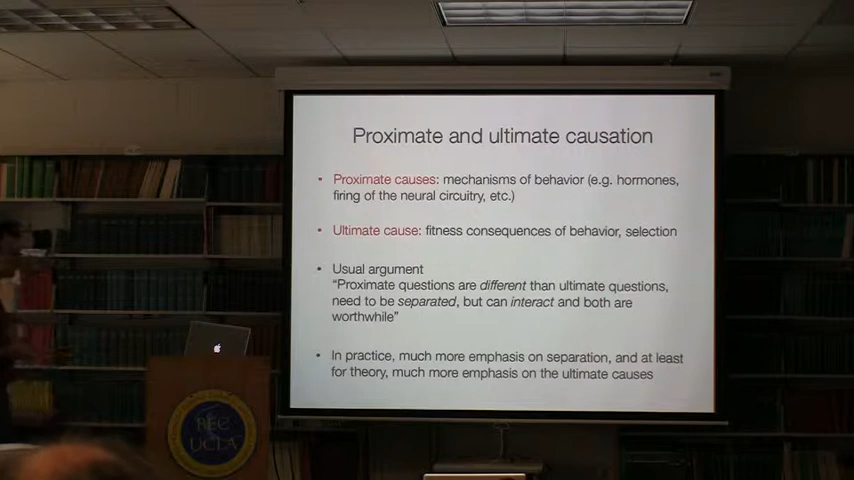 Proximate and ultimate causation
• Proximate causes: mechanisms of behavior (e.g. hormones,
firing of the neural circuitry, etc.)
• Ultimate cause: fitness consequences of behavior, selection
• Usual argument
“Proximate questions are different than ultimate questions,
need to be separated, but can interact and both are
worthwhile”
• In practice, much more emphasis on separation, and at least
for theory, much more emphasis on the ultimate causes
BEC
UCLA